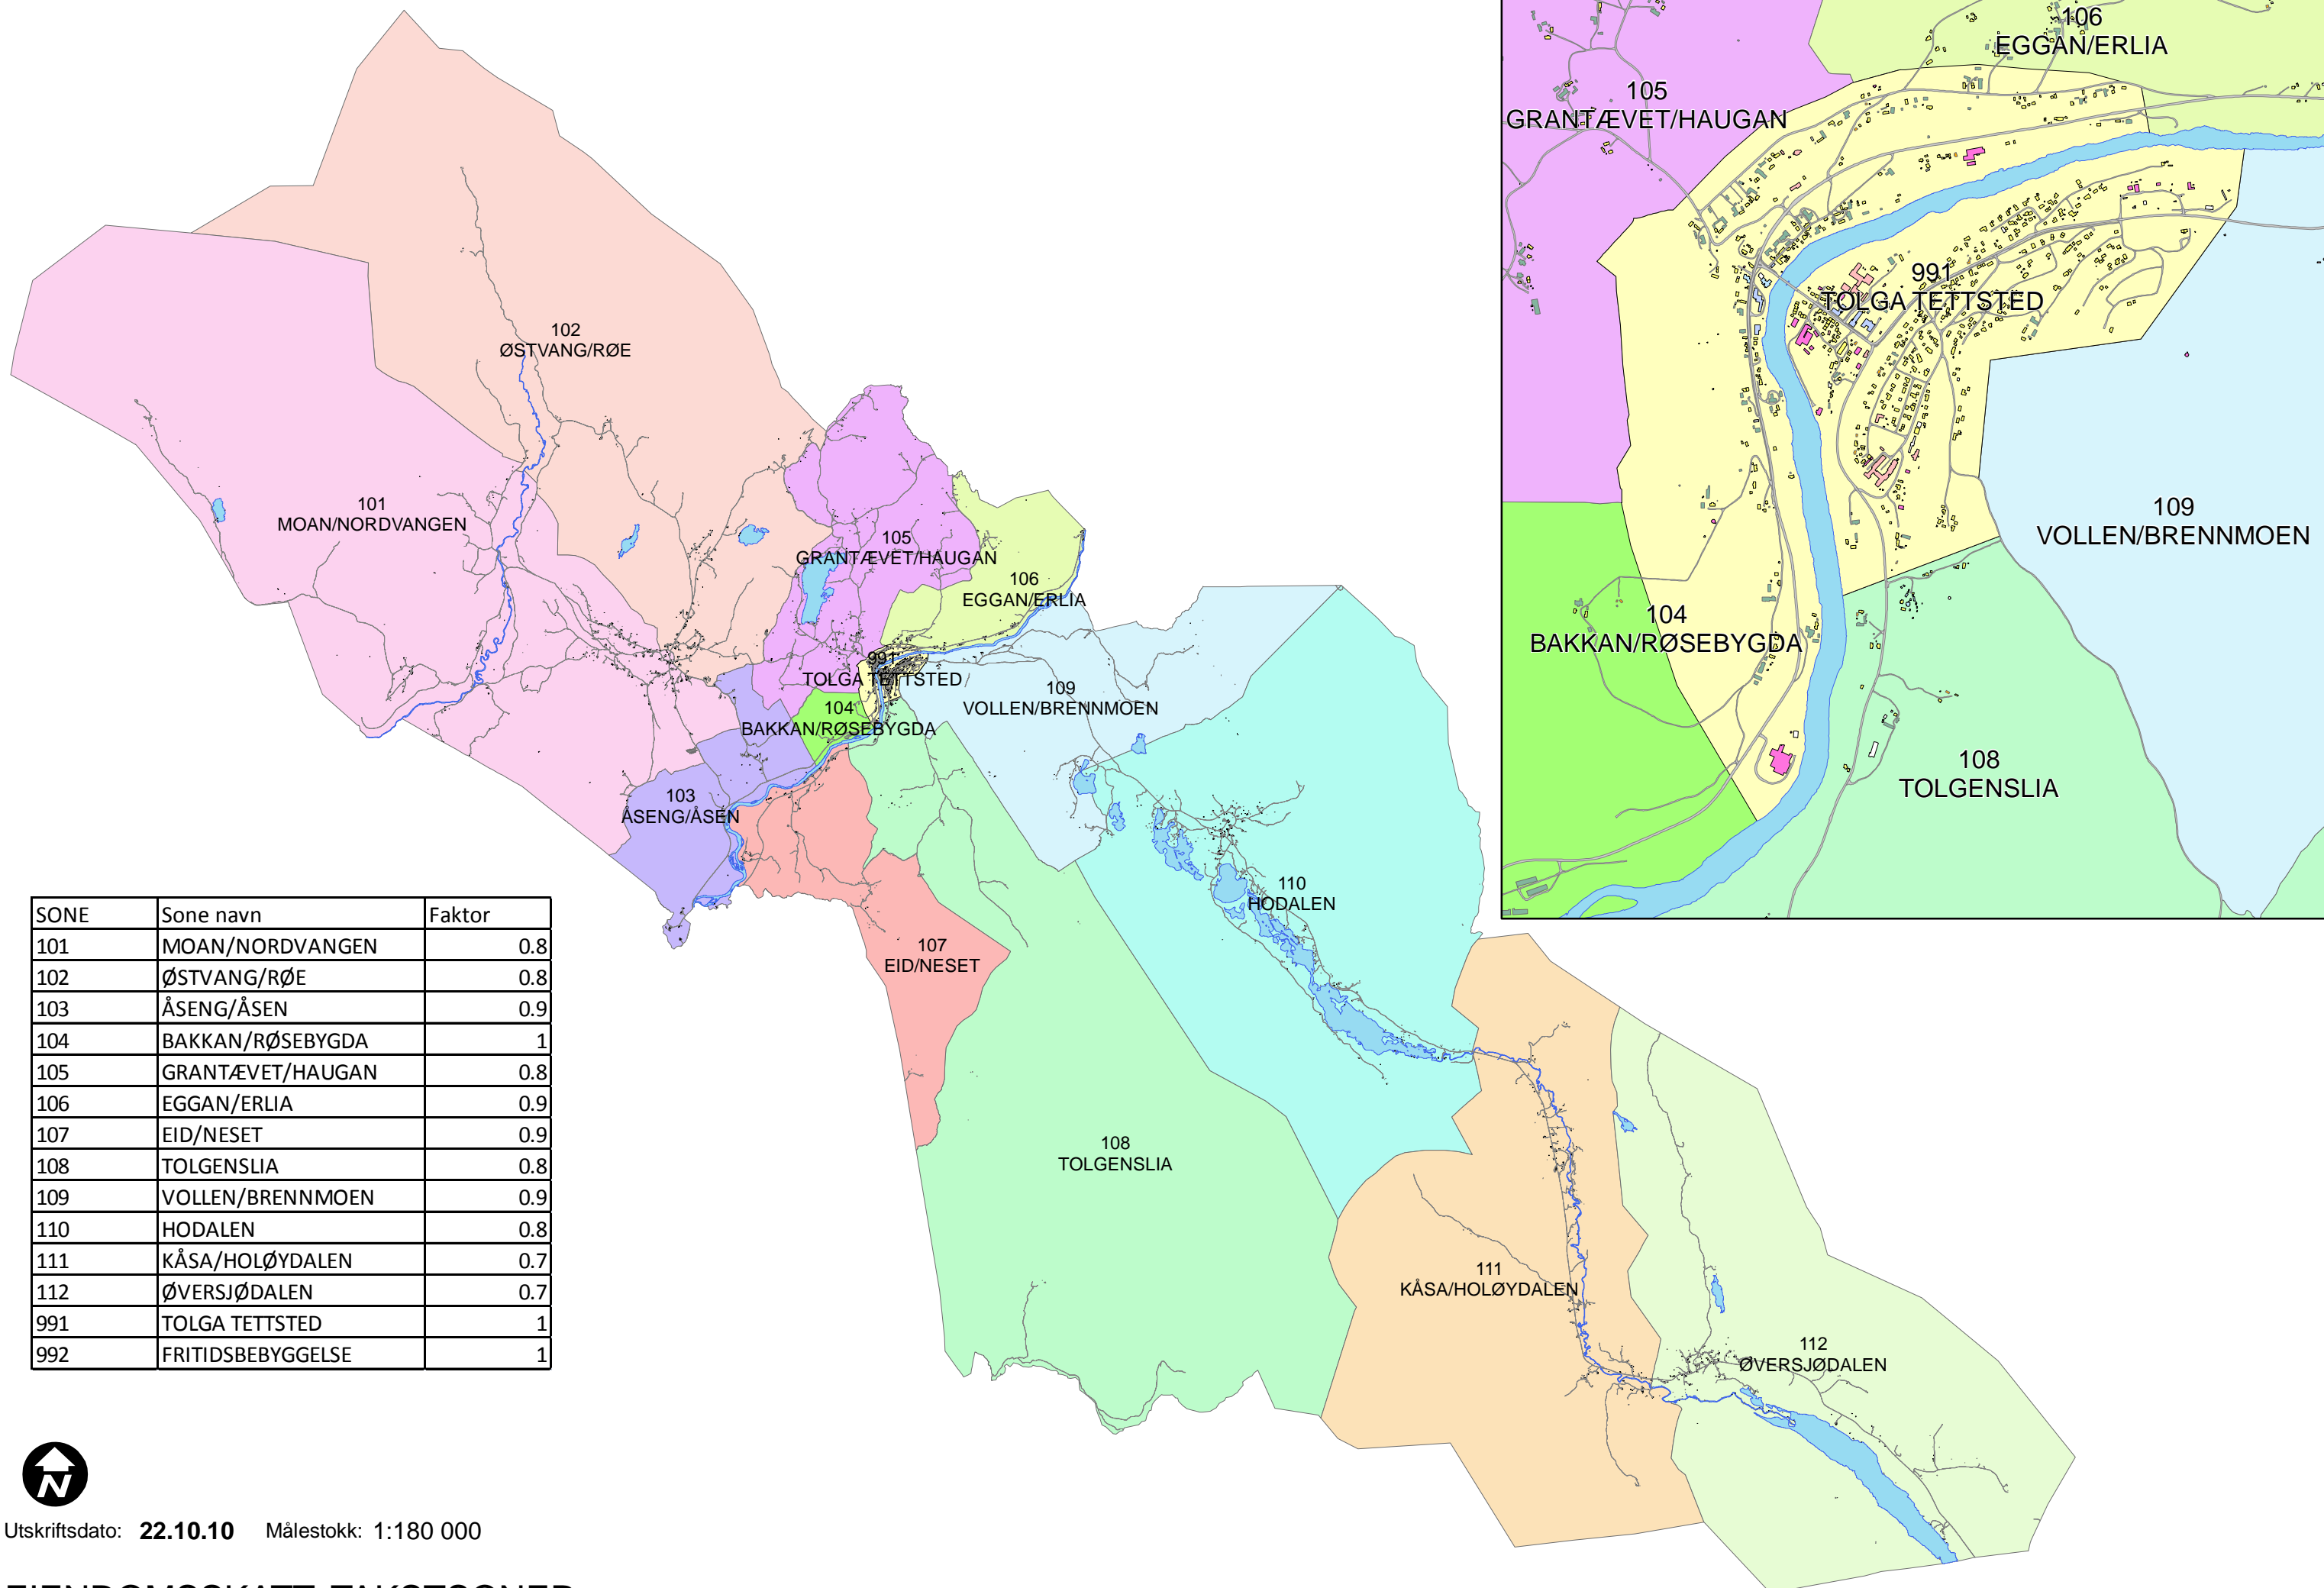 102
ØSTVANG/RØE
101
MOAN/NORDVANGEN
105
GRANTÆVET/HAUGAN
106
EGGAN/ERLIA
991
TOLGA TETTSTED
109
VOLLEN/BRENNMOEN
104
BAKKAN/RØSEBYGDA
103
ÅSENG/ÅSEN
110
HODALEN
107
EID/NESET
108
TOLGENSLIA
111
KÅSA/HOLØYDALEN
112
ØVERSJØDALEN
106
EGGAN/ERLIA
105
GRANTÆVET/HAUGAN
991
TOLGA TETTSTED
109
VOLLEN/BRENNMOEN
104
BAKKAN/RØSEBYGDA
108
TOLGENSLIA
SONE Sone navn Faktor
101 MOAN/NORDVANGEN 0.8
102 ØSTVANG/RØE 0.8
103 ÅSENG/ÅSEN 0.9
104 BAKKAN/RØSEBYGDA 1
105 GRANTÆVET/HAUGAN 0.8
106 EGGAN/ERLIA 0.9
107 EID/NESET 0.9
108 TOLGENSLIA 0.8
109 VOLLEN/BRENNMOEN 0.9
110 HODALEN 0.8
111 KÅSA/HOLØYDALEN 0.7
112 ØVERSJØDALEN 0.7
991 TOLGA TETTSTED 1
992 FRITIDSBEBYGGELSE 1
N
Utskriftsdato: 22.10.10 Målestokk: 1:180 000
EIENDOMSSKATT TAKSTSONER